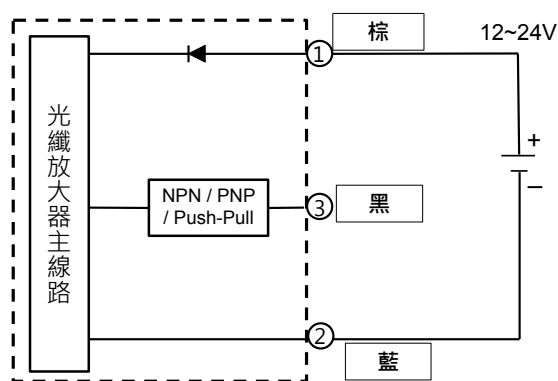 棕
12~24V
①
+
光纖放大器主線路
NPN / PNP
/ Push-Pull
③
黑
−
②
藍